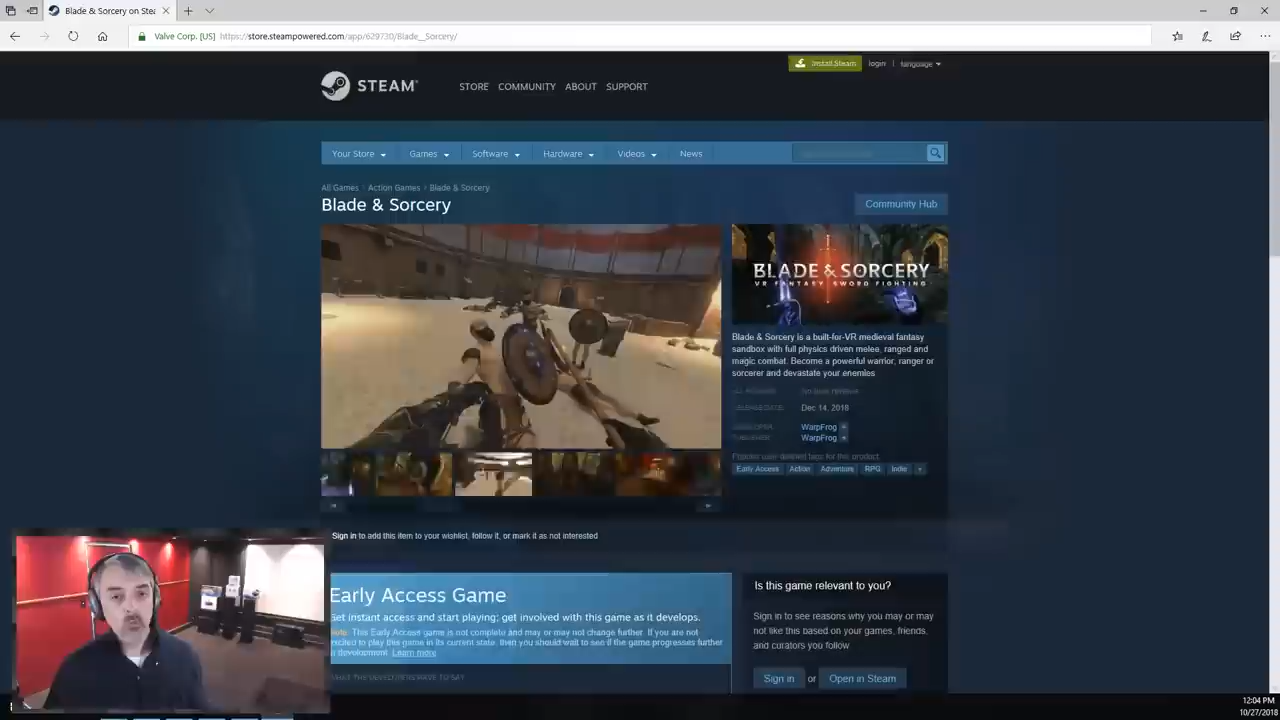 Blade & Sorcery on Stea
Valve Corp. [US] https://store.steampowered.com/app/629730/Blade__Sorcery/
Install Steam login | language
STEAM
STORE COMMUNITY ABOUT SUPPORT
Your Store Games Software Hardware Videos News
All Games > Action Games > Blade & Sorcery
Blade & Sorcery
Community Hub
BLADE & SORCERY
VR FANTASY SWORD FIGHTING
Blade & Sorcery is a built-for-VR medieval fantasy
sandbox with full physics driven melee, ranged and
magic combat. Become a powerful warrior, ranger or
sorcerer and devastate your enemies
No user reviews
RELEASE DATE: Dec 14, 2018
DEVELOPER: WarpFrog
PUBLISHER: WarpFrog
Popular user-defined tags for this product:
Early Access Action Adventure RPG Indie +
Sign in to add this item to your wishlist, follow it, or mark it as not interested
Early Access Game
Get instant access and start playing; get involved with this game as it develops.
Note: This Early Access game is not complete and may or may not change further. If you are not
excited to play this game in its current state, then you should wait to see if the game progresses further
in development. Learn more
WHAT THE DEVELOPERS HAVE TO SAY:
Is this game relevant to you?
Sign in to see reasons why you may or may
not like this based on your games, friends,
and curators you follow
Sign in or Open in Steam
12:04 PM
10/27/2018